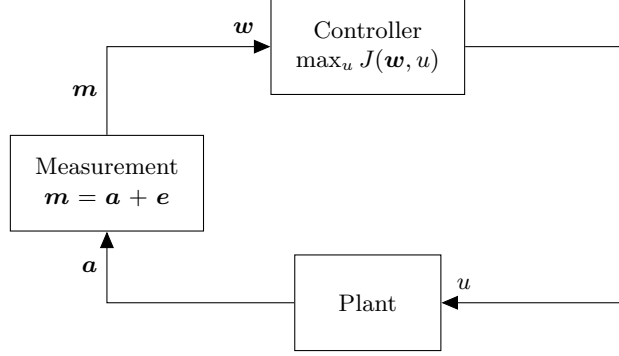 w
Controller
max_u J(w, u)
m
Measurement
m = a + e
a
Plant
u